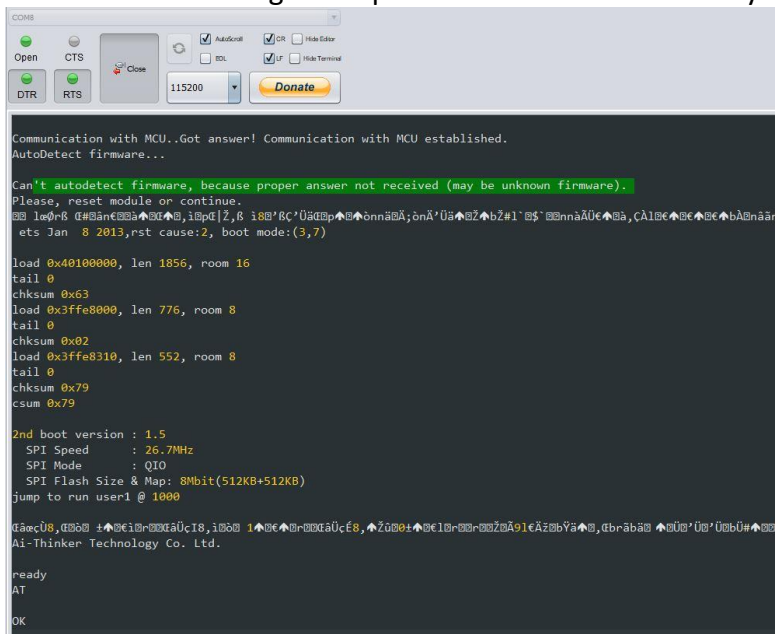 COM8
AutoScroll CR Hide Editor
Open CTS Close EOL LF Hide Terminal
DTR RTS 115200 Donate
Communication with MCU..Got answer! Communication with MCU established.
AutoDetect firmware...
Can't autodetect firmware, because proper answer not received (may be unknown firmware).
Please, reset module or continue.
ets Jan 8 2013,rst cause:2, boot mode:(3,7)
load 0x40100000, len 1856, room 16
tail 0
chksum 0x63
load 0x3ffe8000, len 776, room 8
tail 0
chksum 0x02
load 0x3ffe8310, len 552, room 8
tail 0
chksum 0x79
csum 0x79
2nd boot version : 1.5
SPI Speed : 26.7MHz
SPI Mode : QIO
SPI Flash Size & Map: 8Mbit(512KB+512KB)
jump to run user1 @ 1000
Ai-Thinker Technology Co. Ltd.
ready
AT
OK